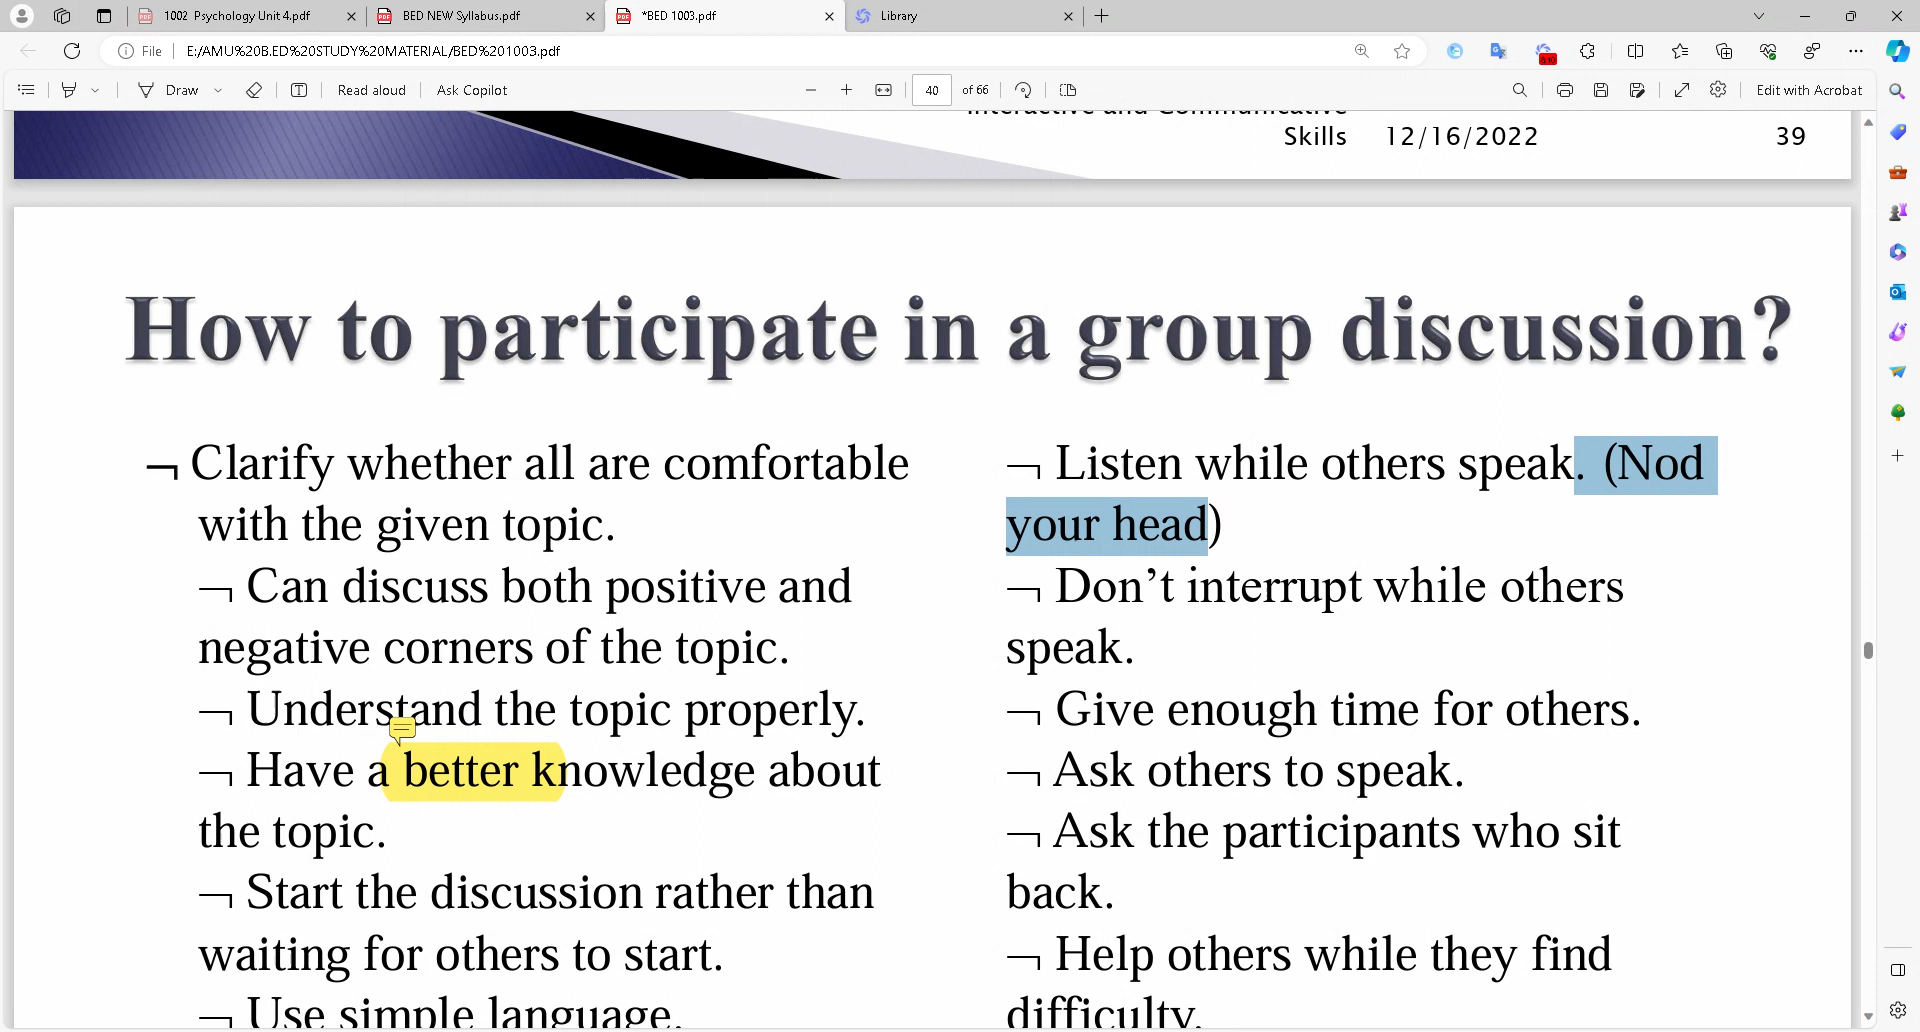 1002 Psychology Unit 4.pdf
BED NEW Syllabus.pdf
*BED 1003.pdf
Library
File
E:/AMU%20B.ED%20STUDY%20MATERIAL/BED%201003.pdf
3.10
Draw
Read aloud
Ask Copilot
40
of 66
Edit with Acrobat
Interactive and Communicative
Skills 12/16/2022 39
How to participate in a group discussion?
¬ Clarify whether all are comfortable
with the given topic.
¬ Can discuss both positive and
negative corners of the topic.
¬ Understand the topic properly.
¬ Have a better knowledge about
the topic.
¬ Start the discussion rather than
waiting for others to start.
¬ Use simple language.
¬ Listen while others speak. (Nod
your head)
¬ Don’t interrupt while others
speak.
¬ Give enough time for others.
¬ Ask others to speak.
¬ Ask the participants who sit
back.
¬ Help others while they find
difficulty.